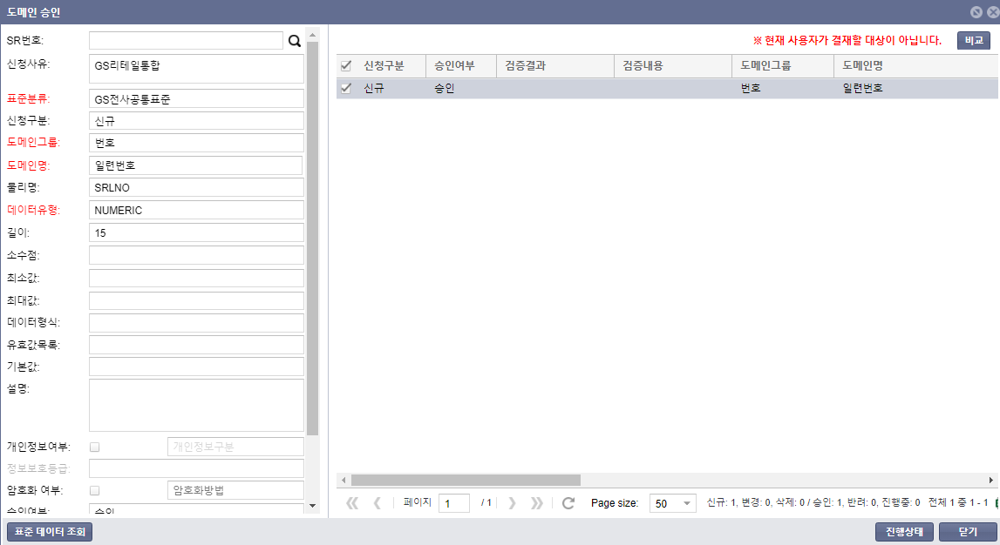 도메인 승인
SR번호:
신청사유: GS리테일통합
표준분류: GS전사공통표준
신청구분: 신규
도메인그룹: 번호
도메인명: 일련번호
물리명: SRLNO
데이터유형: NUMERIC
길이: 15
소수점:
최소값:
최대값:
데이터형식:
유효값목록:
기본값:
설명:
개인정보여부: 개인정보구분
정보보호등급:
암호화 여부: 암호화방법
승인여부: 승인
※ 현재 사용자가 결재할 대상이 아닙니다. 비교
신청구분 승인여부 검증결과 검증내용 도메인그룹 도메인명
신규 승인 번호 일련번호
페이지 1 / 1 Page size: 50 신규: 1, 변경: 0, 삭제: 0 / 승인: 1, 반려: 0, 진행중: 0 전체 1 중 1 - 1
표준 데이터 조회 진행상태 닫기